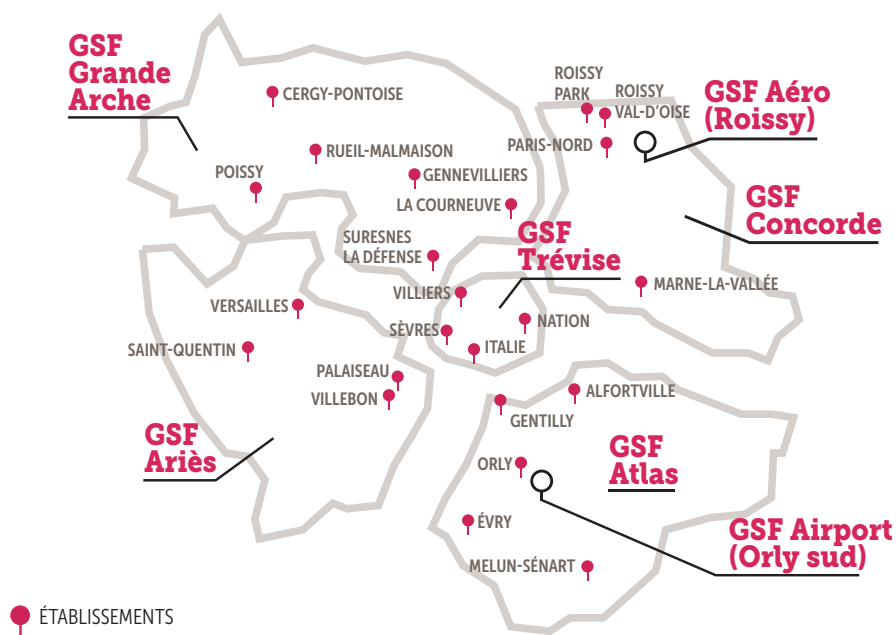 GSF
Grande
Arche
CERGY-PONTOISE
RUEIL-MALMAISON
POISSY
GENNEVILLIERS
LA COURNEUVE
SURESNES
LA DÉFENSE
ROISSY
PARK
ROISSY
VAL-D'OISE
PARIS-NORD
GSF Aéro
(Roissy)
GSF
Concorde
MARNE-LA-VALLÉE
GSF
Trévise
VILLIERS
NATION
SÈVRES
ITALIE
VERSAILLES
SAINT-QUENTIN
PALAISEAU
VILLEBON
GSF
Ariès
ALFORTVILLE
GENTILLY
GSF
Atlas
ORLY
ÉVRY
MELUN-SÉNART
GSF Airport
(Orly sud)
ÉTABLISSEMENTS